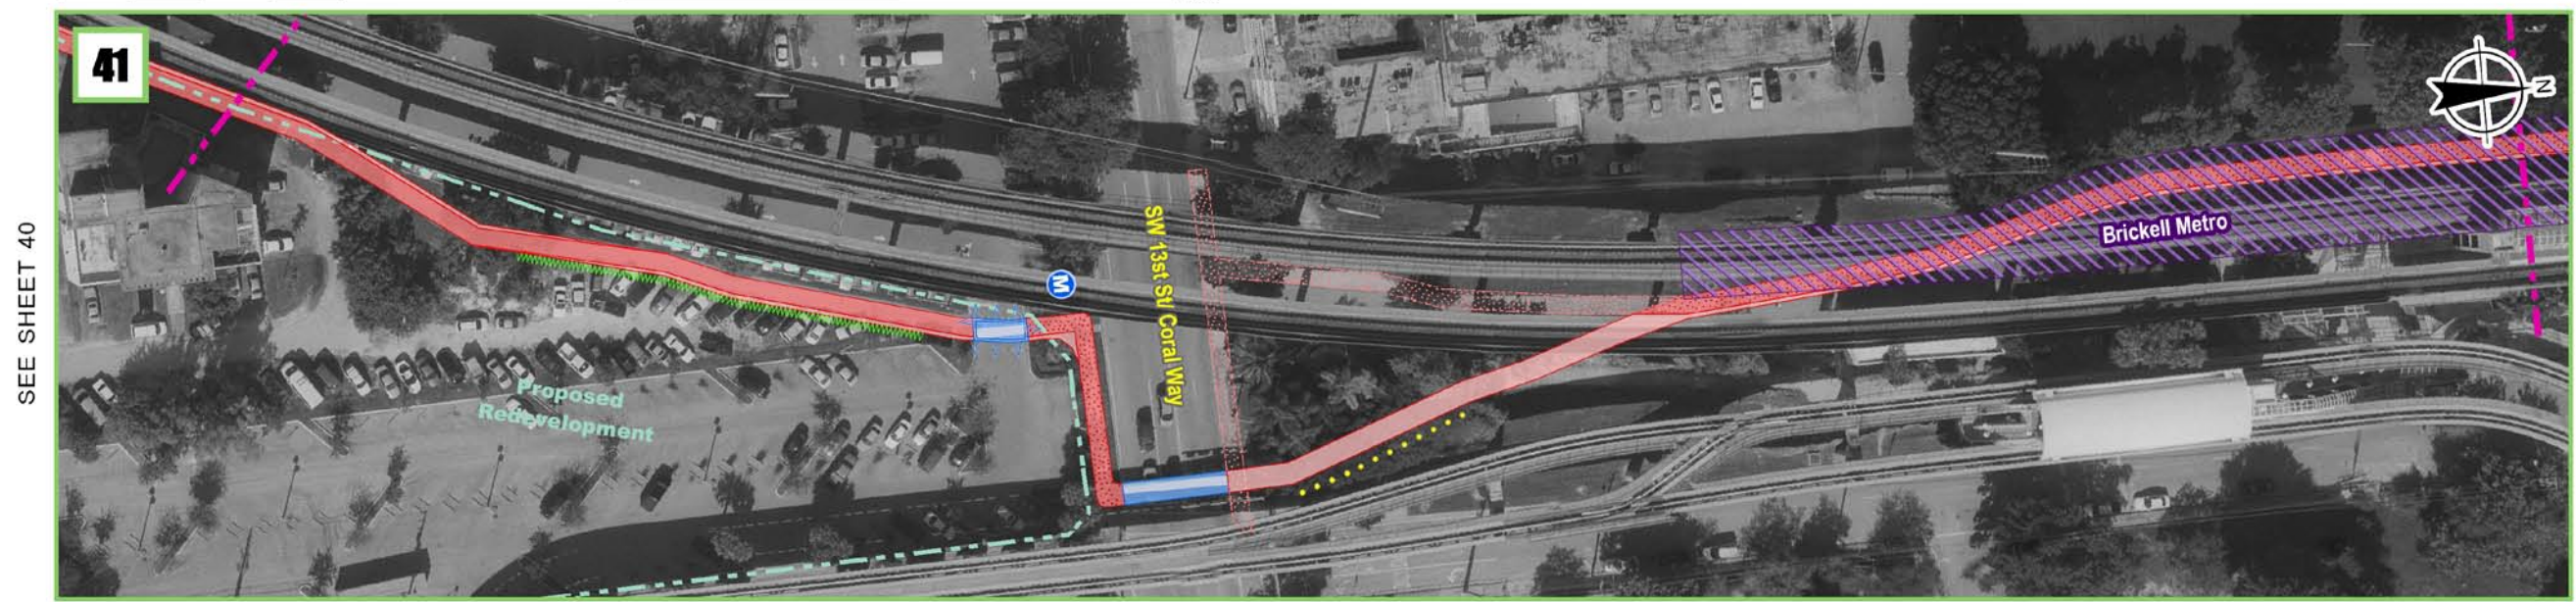 41
SEE SHEET 40
N
M
SW 13st St/ Coral Way
Brickell Metro
Proposed
Redevelopment